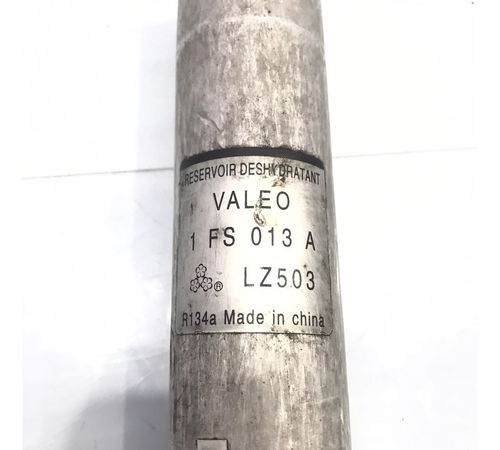 RESERVOIR DESHYDRATANT
VALEO
1 FS 013 A
® LZ503
R134a Made in china